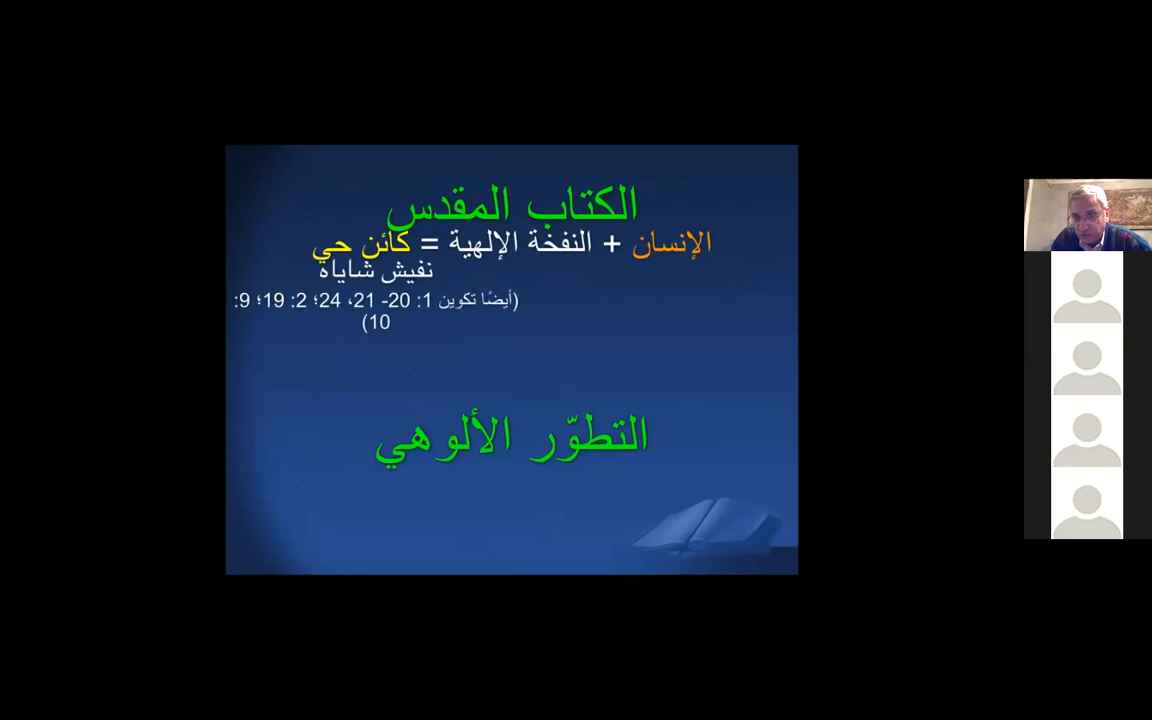 الكتاب المقدس
الإنسان + النفخة الإلهية = كائن حي
نفيش شاياه
(أيضًا تكوين 1: 20- 21، 24؛ 2: 19؛ 9:
10)
التطوّر الألوهي